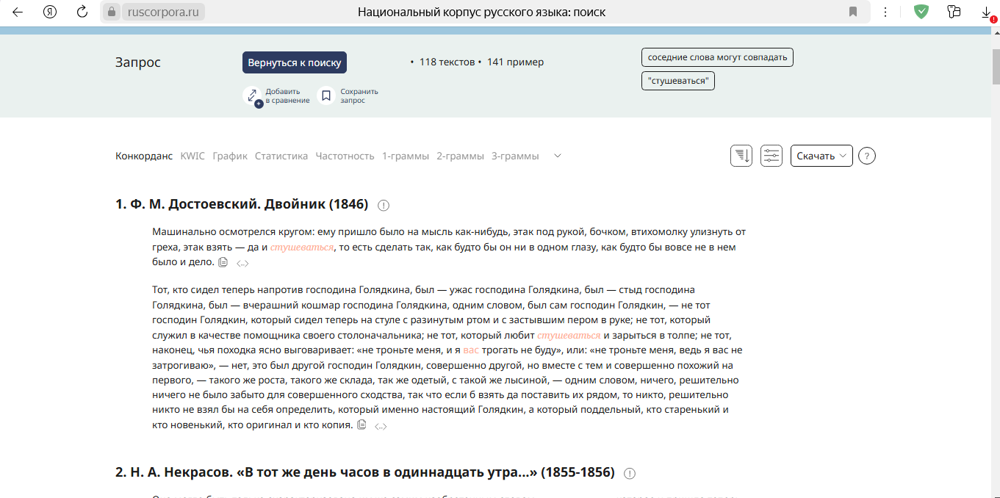 ruscorpora.ru
Национальный корпус русского языка: поиск
Запрос
Вернуться к поиску
• 118 текстов • 141 пример
соседние слова могут совпадать
"стушеваться"
Добавить
в сравнение
Сохранить
запрос
Конкорданс KWIC График Статистика Частотность 1-граммы 2-граммы 3-граммы
Скачать
?
1. Ф. М. Достоевский. Двойник (1846)
Машинально осмотрелся кругом: ему пришло было на мысль как-нибудь, этак под рукой, бочком, втихомолку улизнуть от
греха, этак взять — да и стушеваться, то есть сделать так, как будто бы он ни в одном глазу, как будто бы вовсе не в нем
было и дело.
Тот, кто сидел теперь напротив господина Голядкина, был — ужас господина Голядкина, был — стыд господина
Голядкина, был — вчерашний кошмар господина Голядкина, одним словом, был сам господин Голядкин, — не тот
господин Голядкин, который сидел теперь на стуле с разинутым ртом и с застывшим пером в руке; не тот, который
служил в качестве помощника своего столоначальника; не тот, который любит стушеваться и зарыться в толпе; не тот,
наконец, чья походка ясно выговаривает: «не троньте меня, и я вас трогать не буду», или: «не троньте меня, ведь я вас не
затрогиваю», — нет, это был другой господин Голядкин, совершенно другой, но вместе с тем и совершенно похожий на
первого, — такого же роста, такого же склада, так же одетый, с такой же лысиной, — одним словом, ничего, решительно
ничего не было забыто для совершенного сходства, так что если б взять да поставить их рядом, то никто, решительно
никто не взял бы на себя определить, который именно настоящий Голядкин, а который поддельный, кто старенький и
кто новенький, кто оригинал и кто копия.
2. Н. А. Некрасов. «В тот же день часов в одиннадцать утра...» (1855-1856)